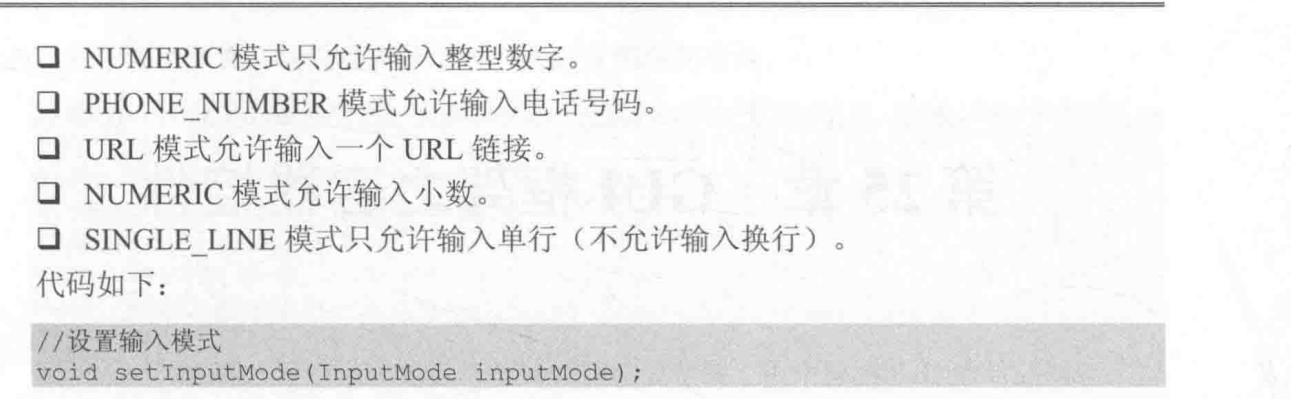 ❑ NUMERIC 模式只允许输入整型数字。
❑ PHONE_NUMBER 模式允许输入电话号码。
❑ URL 模式允许输入一个 URL 链接。
❑ NUMERIC 模式允许输入小数。
❑ SINGLE_LINE 模式只允许输入单行（不允许输入换行）。
代码如下：
//设置输入模式
void setInputMode(InputMode inputMode);